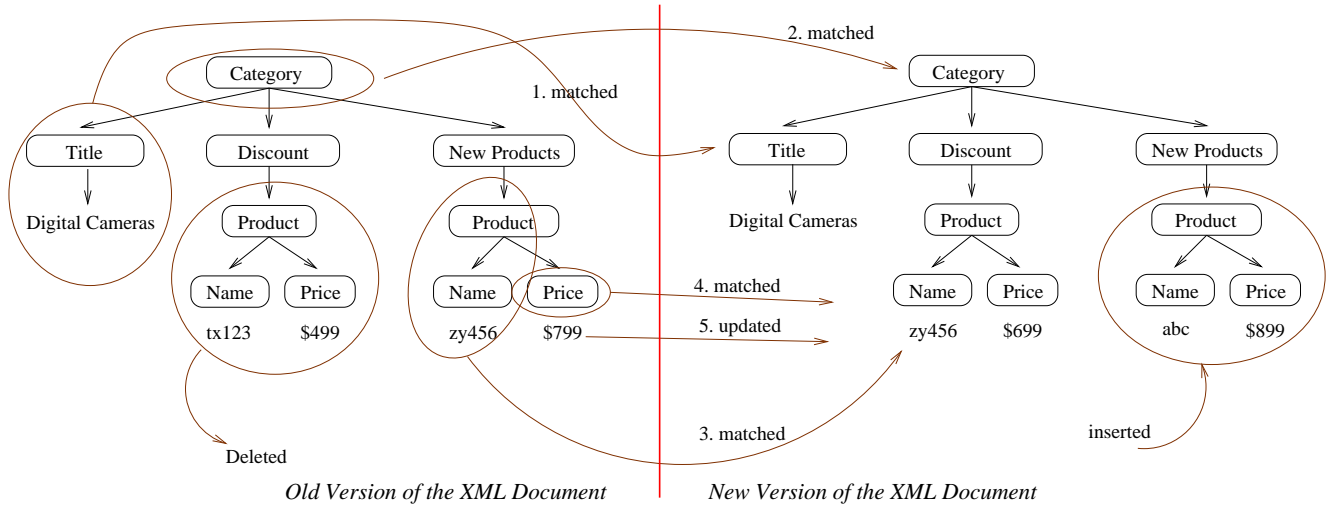 2. matched
Category
Category
1. matched
Title
Discount
New Products
Title
Discount
New Products
Digital Cameras
Product
Product
Digital Cameras
Product
Product
Name
Price
Name
Price
4. matched
Name
Price
Name
Price
tx123
$499
zy456
$799
5. updated
zy456
$699
abc
$899
3. matched
inserted
Deleted
Old Version of the XML Document
New Version of the XML Document